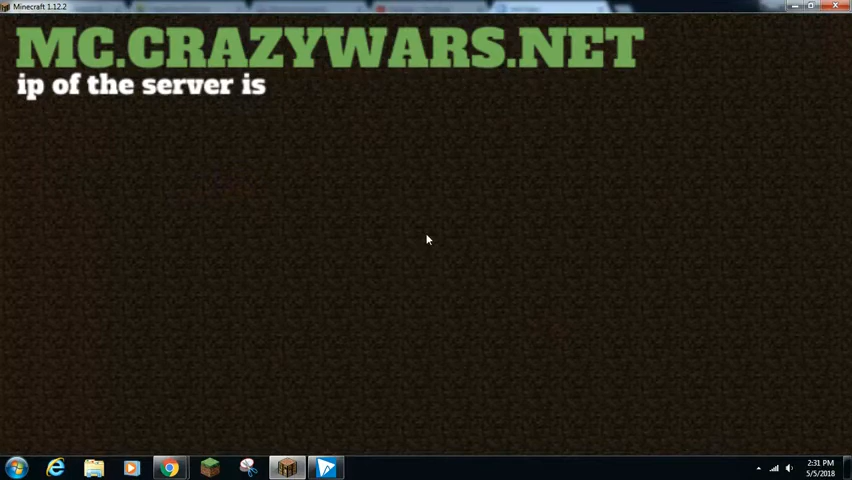 Minecraft 1.12.2
MC.CRAZYWARS.NET
ip of the server is
2:31 PM
5/5/2018